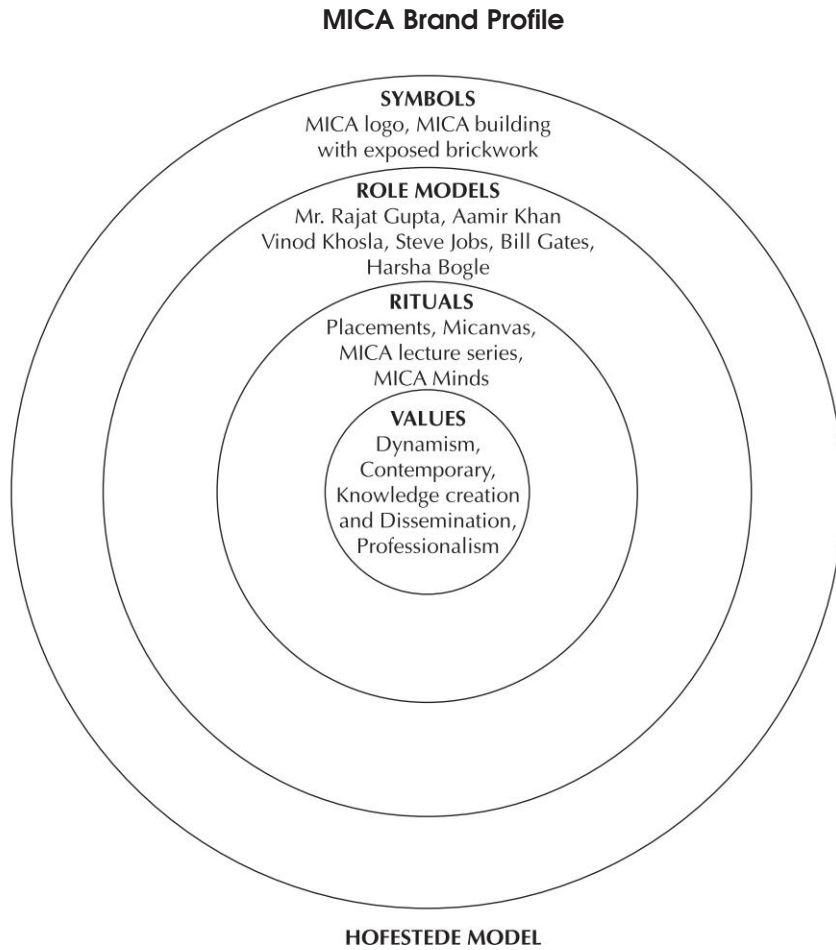 MICA Brand Profile
SYMBOLS
MICA logo, MICA building
with exposed brickwork
ROLE MODELS
Mr. Rajat Gupta, Aamir Khan
Vinod Khosla, Steve Jobs, Bill Gates,
Harsha Bogle
RITUALS
Placements, Micanvas,
MICA lecture series,
MICA Minds
VALUES
Dynamism,
Contemporary,
Knowledge creation
and Dissemination,
Professionalism
HOFESTEDE MODEL